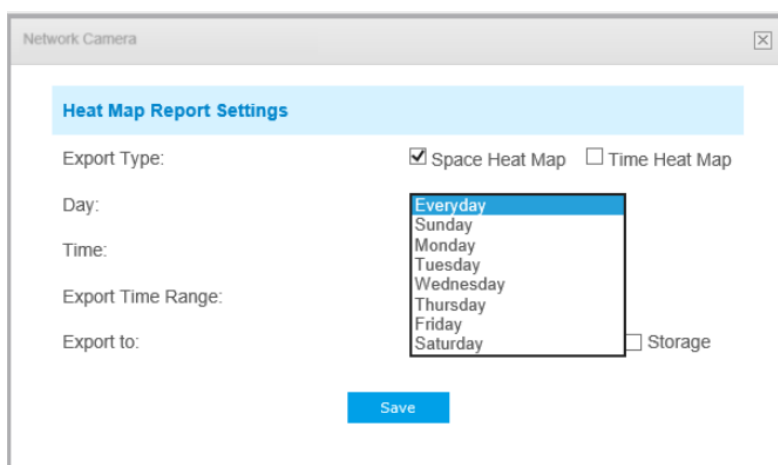 Network Camera
Heat Map Report Settings
Export Type: Space Heat Map Time Heat Map
Day: Everyday
Sunday
Time: Monday
Tuesday
Wednesday
Export Time Range: Thursday
Friday
Export to: Saturday Storage
Save